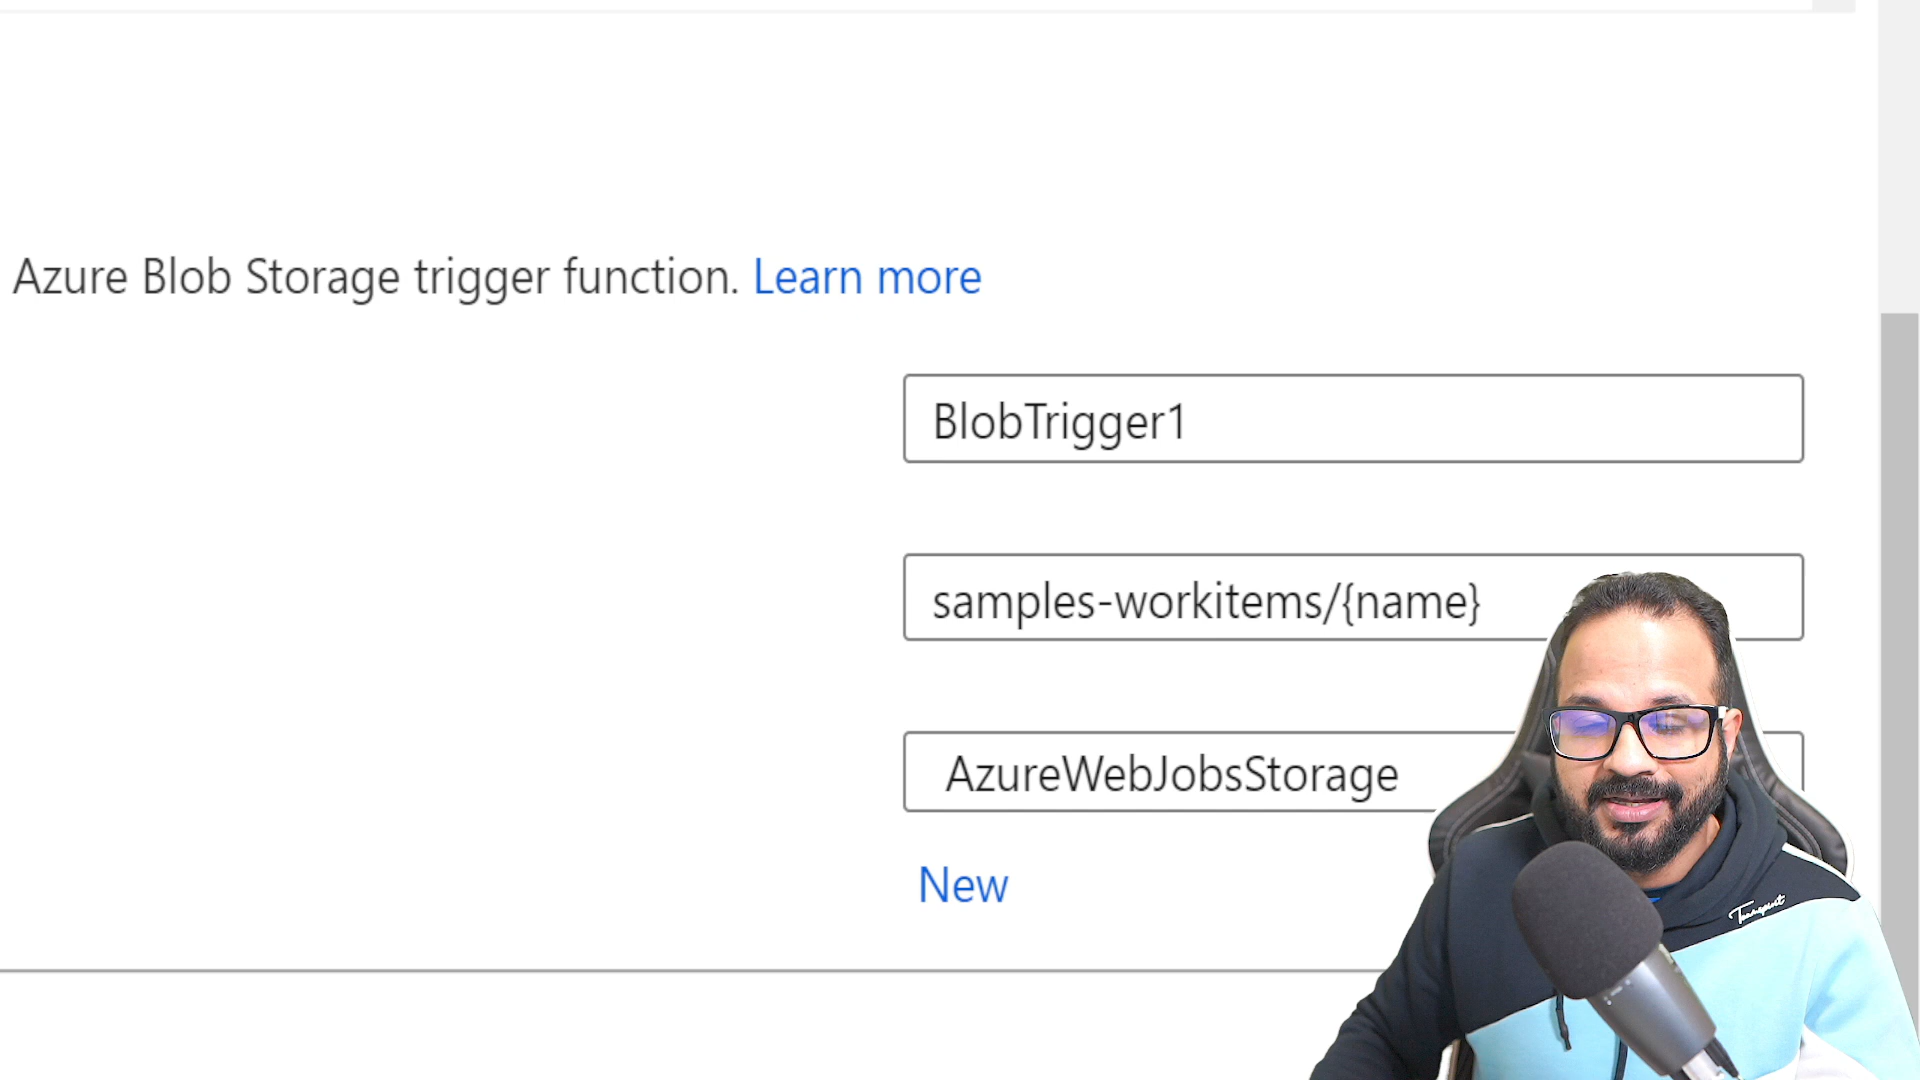 Azure Blob Storage trigger function. Learn more
BlobTrigger1
samples-workitems/{name}
AzureWebJobsStorage
New